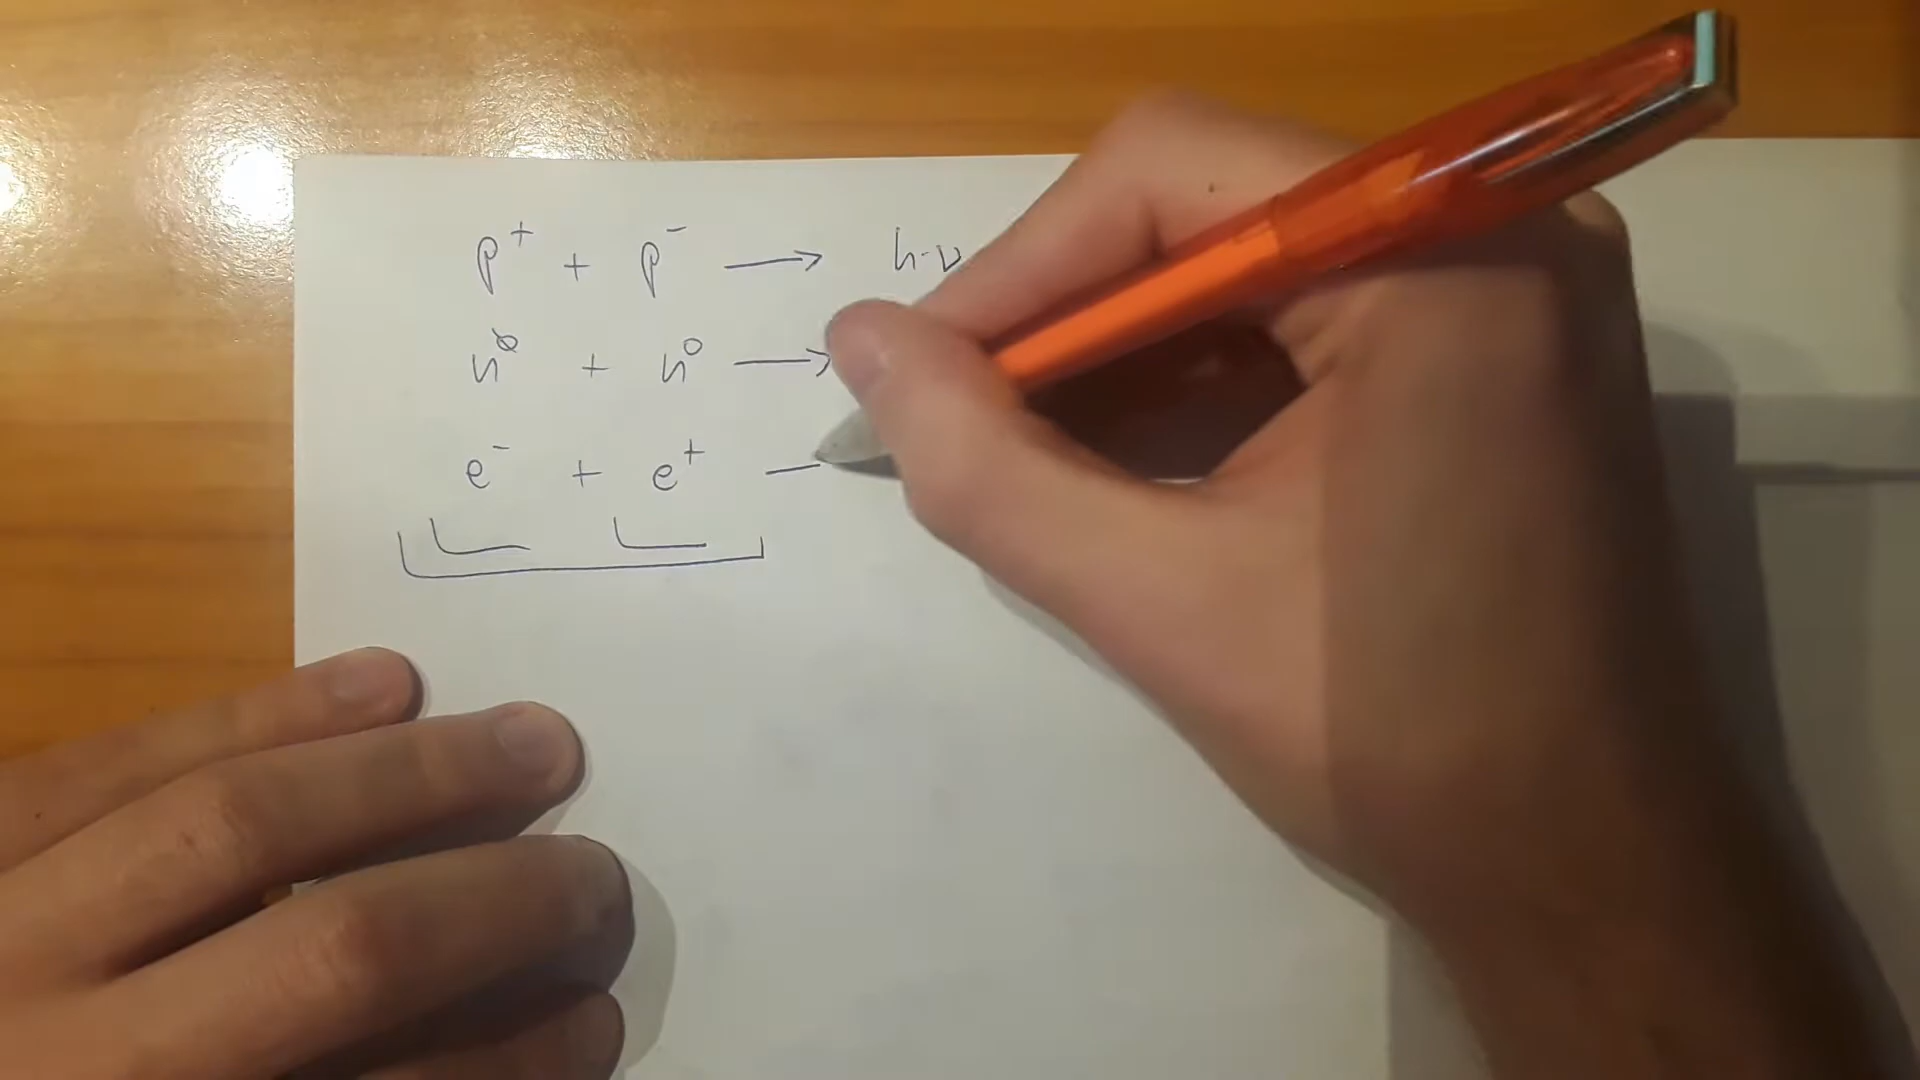 p⁺ + p⁻ → h·ν
n⁰ + n⁰ →
e⁻ + e⁺ —